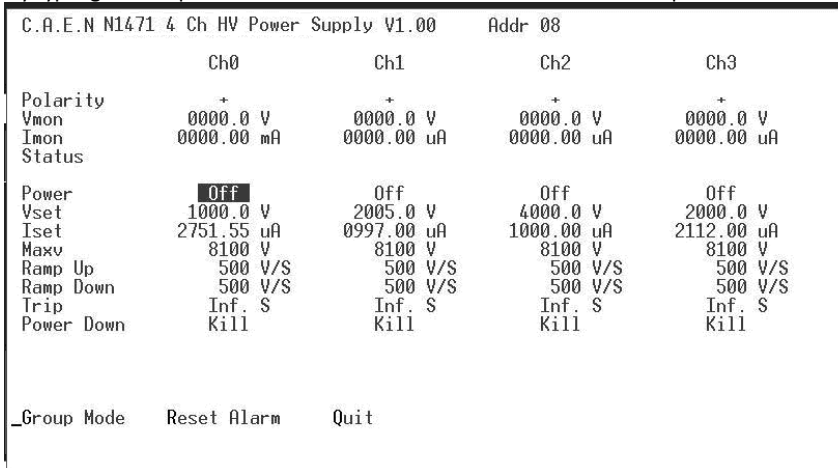 C.A.E.N N1471 4 Ch HV Power Supply V1.00 Addr 08
Ch0 Ch1 Ch2 Ch3
Polarity + + + +
Vmon 0000.0 V 0000.0 V 0000.0 V 0000.0 V
Imon 0000.00 mA 0000.00 uA 0000.00 uA 0000.00 uA
Status
Power Off Off Off Off
Vset 1000.0 V 2005.0 V 4000.0 V 2000.0 V
Iset 2751.55 uA 0997.00 uA 1000.00 uA 2112.00 uA
Maxv 8100 V 8100 V 8100 V 8100 V
Ramp Up 500 V/S 500 V/S 500 V/S 500 V/S
Ramp Down 500 V/S 500 V/S 500 V/S 500 V/S
Trip Inf. S Inf. S Inf. S Inf. S
Power Down Kill Kill Kill Kill
_Group Mode Reset Alarm Quit